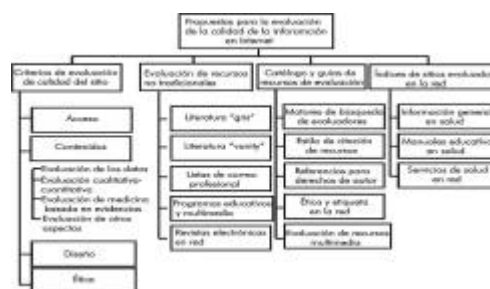 Propuestas para la evaluación
de la calidad de la información
en Internet
Criterios de evaluación
de calidad del sitio
Acceso
Contenidos
Evaluación de los datos
Evaluación cualitativo-
cuantitativa
Evaluación de medicina
basada en evidencias
Evaluación de otros
aspectos
Diseño
Ética
Evaluación de recursos
no tradicionales
Literatura "gris"
Literatura
Listas de correo
profesional
Programas educativos
y multimedia
Revistas electrónicas
en red
Catálogo y guías de
recursos de evaluación
Motores de búsqueda
de evaluadores
Estilo de citación
de recursos
Referencias para
derechos de autor
Ética y etiqueta
en la red
Evaluación de recursos
multimedia
Índices de sitios evaluados
en la red
Información general
en salud
Manuales educativos
en salud
Servicios de salud
en red